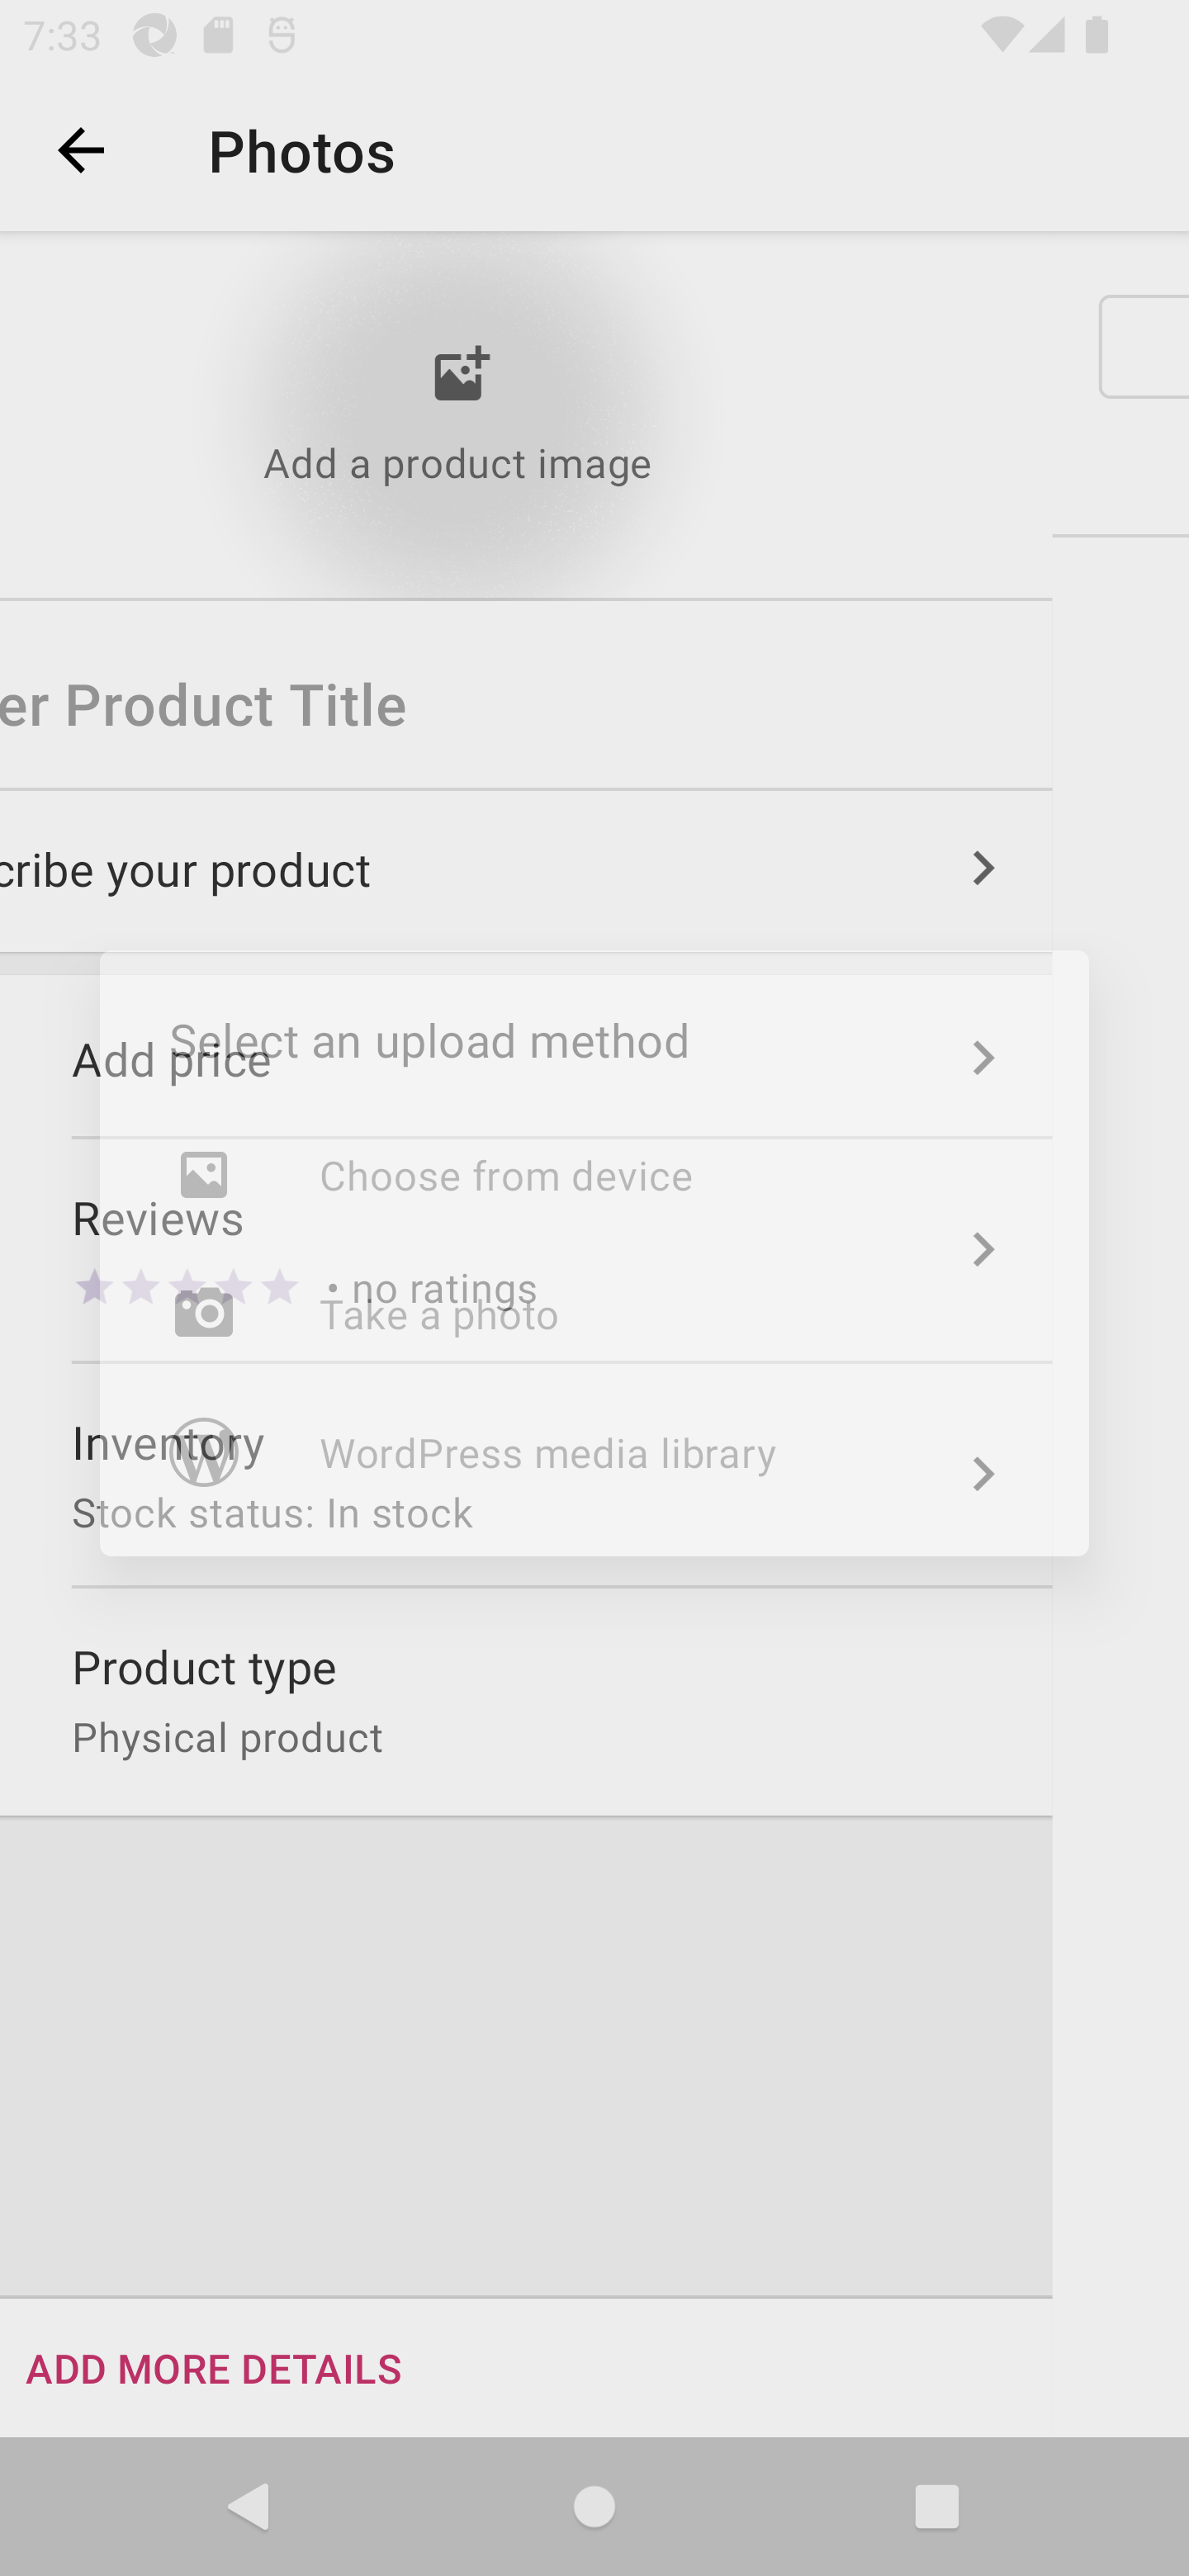 7:33
Photos
Add a product image
er Product Title
cribe your product
Select an upload method
Add price
Choose from device
Reviews
• no ratings
Take a photo
Inventory
WordPress media library
Stock status: In stock
Product type
Physical product
ADD MORE DETAILS